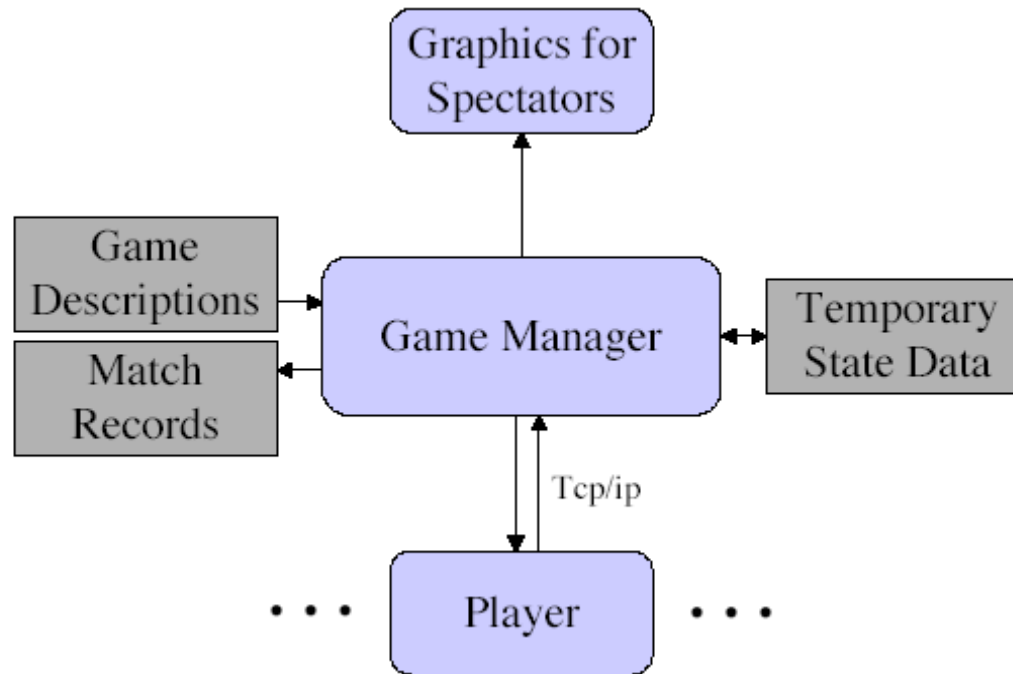 Graphics for
Spectators
Game
Descriptions
Game Manager
Temporary
State Data
Match
Records
Tcp/ip
Player